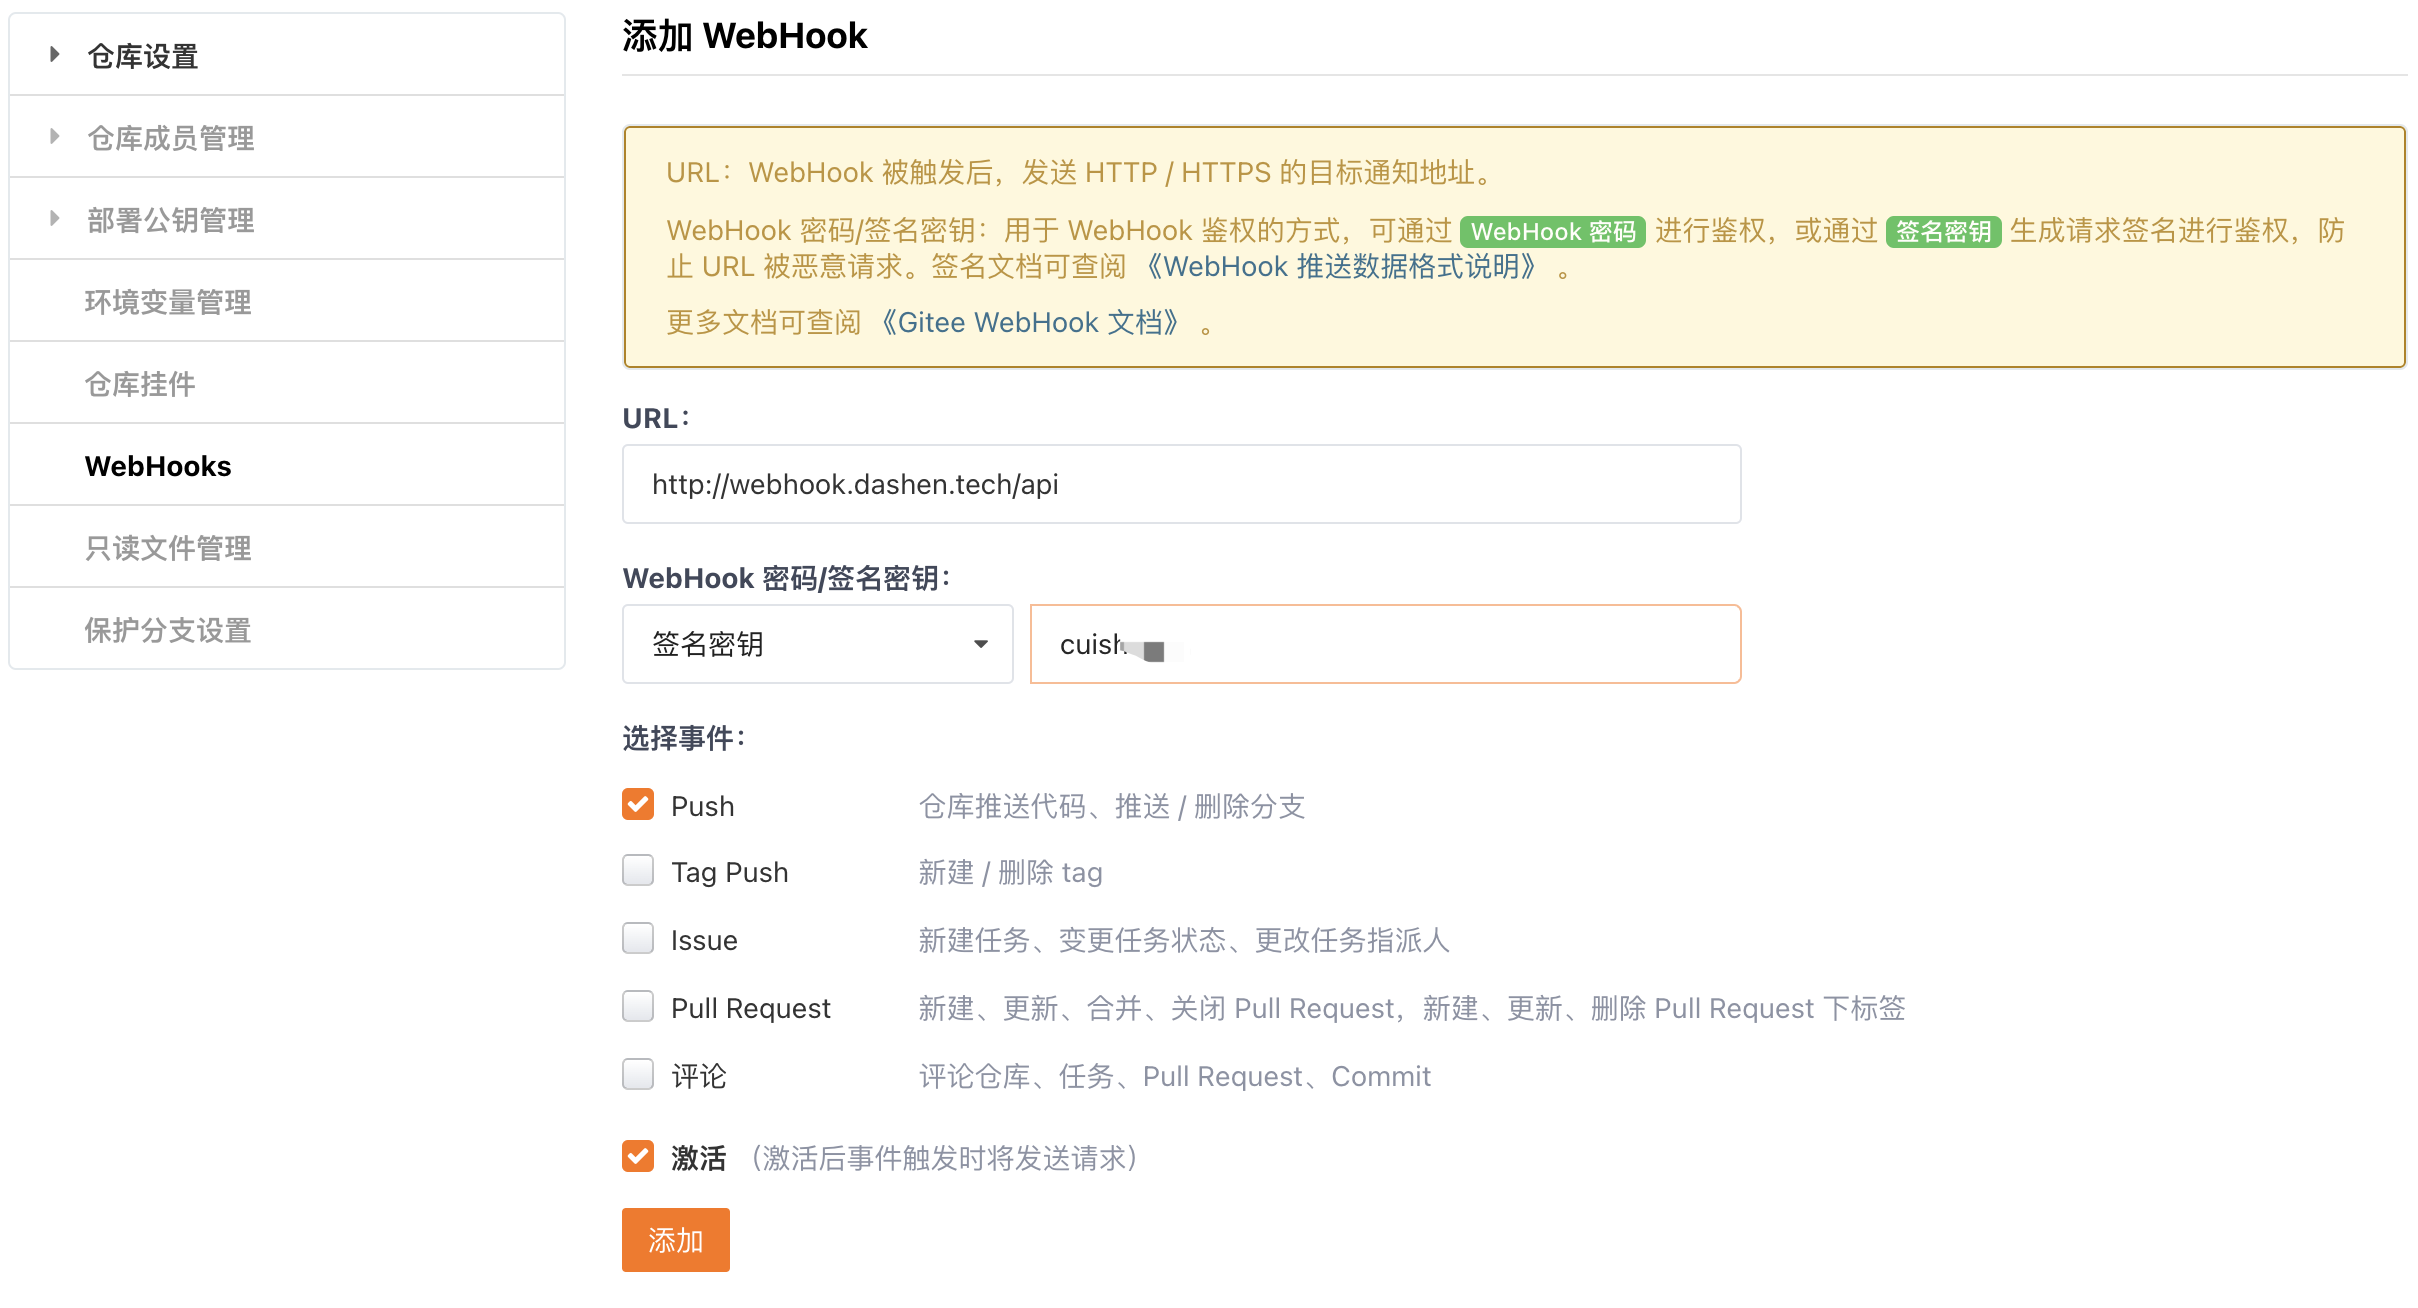 仓库设置
仓库成员管理
部署公钥管理
环境变量管理
仓库挂件
WebHooks
只读文件管理
保护分支设置
添加 WebHook
URL：WebHook 被触发后，发送 HTTP / HTTPS 的目标通知地址。
WebHook 密码/签名密钥：用于 WebHook 鉴权的方式，可通过 WebHook 密码 进行鉴权，或通过 签名密钥 生成请求签名进行鉴权，防
止 URL 被恶意请求。签名文档可查阅 《WebHook 推送数据格式说明》 。
更多文档可查阅 《Gitee WebHook 文档》 。
URL：
http://webhook.dashen.tech/api
WebHook 密码/签名密钥：
签名密钥
选择事件：
Push 仓库推送代码、推送 / 删除分支
Tag Push 新建 / 删除 tag
Issue 新建任务、变更任务状态、更改任务指派人
Pull Request 新建、更新、合并、关闭 Pull Request，新建、更新、删除 Pull Request 下标签
评论 评论仓库、任务、Pull Request、Commit
激活 （激活后事件触发时将发送请求）
添加